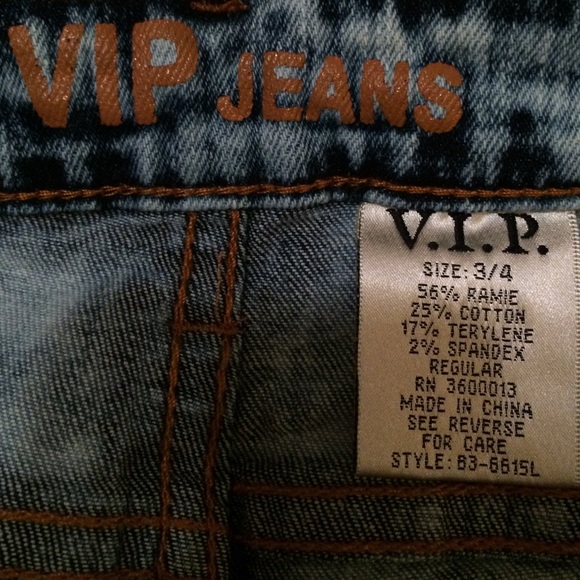 VIP JEANS
V.I.P.
SIZE: 3/4
56% RAMIE
25% COTTON
17% TERYLENE
2% SPANDEX
REGULAR
RN 3600013
MADE IN CHINA
SEE REVERSE
FOR CARE
STYLE: 83-6615L